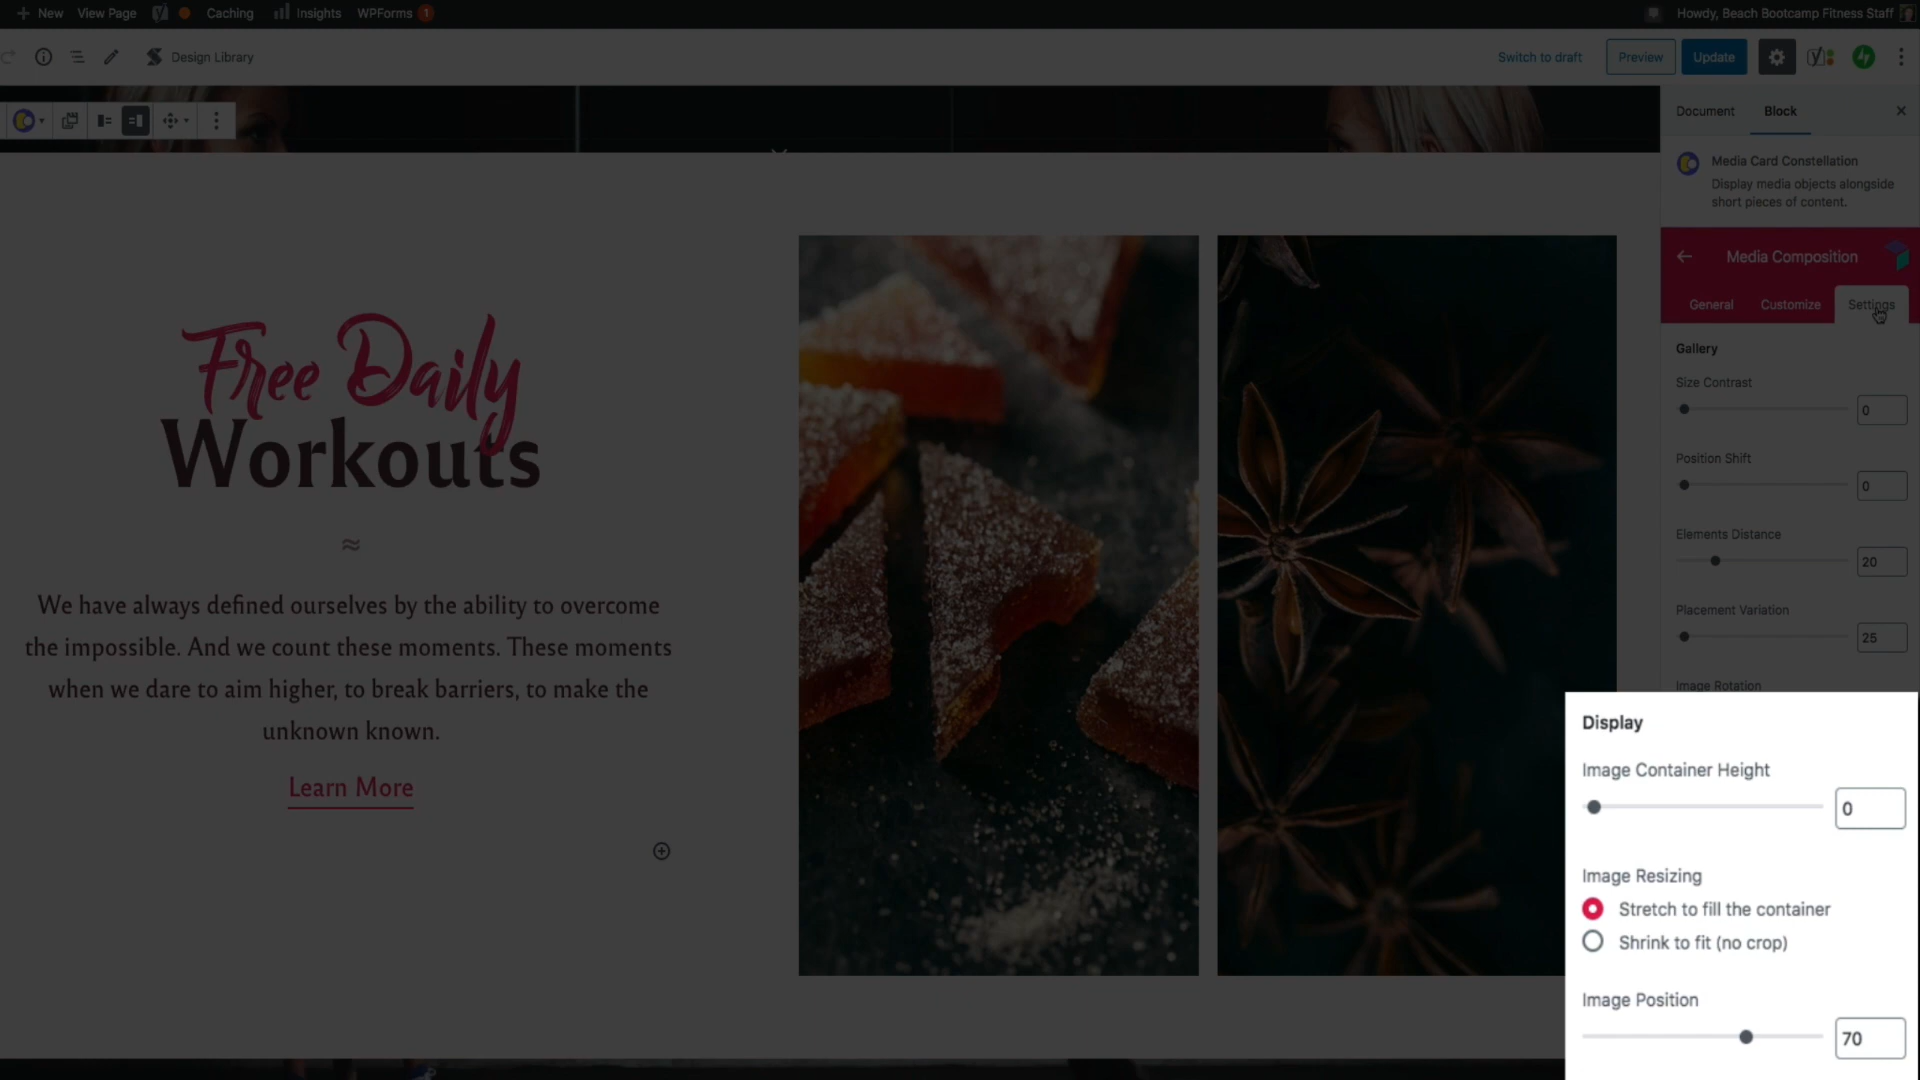 New
View Page
Caching
Insights
WPForms
1
Howdy, Beach Bootcamp Fitness Staff
Design Library
Switch to draft
Preview
Update
Document
Block
Media Card Constellation
Display media objects alongside
short pieces of content.
Media Composition
General
Customize
Settings
Gallery
Size Contrast
0
Position Shift
0
Elements Distance
20
Placement Variation
25
Image Rotation
Free Daily
Workouts
≈
We have always defined ourselves by the ability to overcome
the impossible. And we count these moments. These moments
when we dare to aim higher, to break barriers, to make the
unknown known.
Learn More
Display
Image Container Height
0
Image Resizing
Stretch to fill the container
Shrink to fit (no crop)
Image Position
70